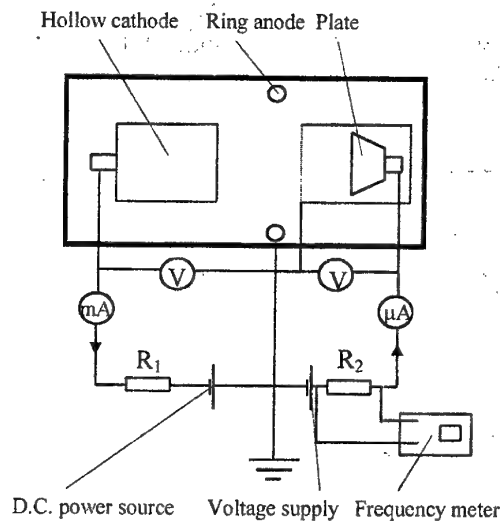 Hollow cathode Ring anode Plate
V V
mA µA
R₁ R₂
D.C. power source Voltage supply Frequency meter